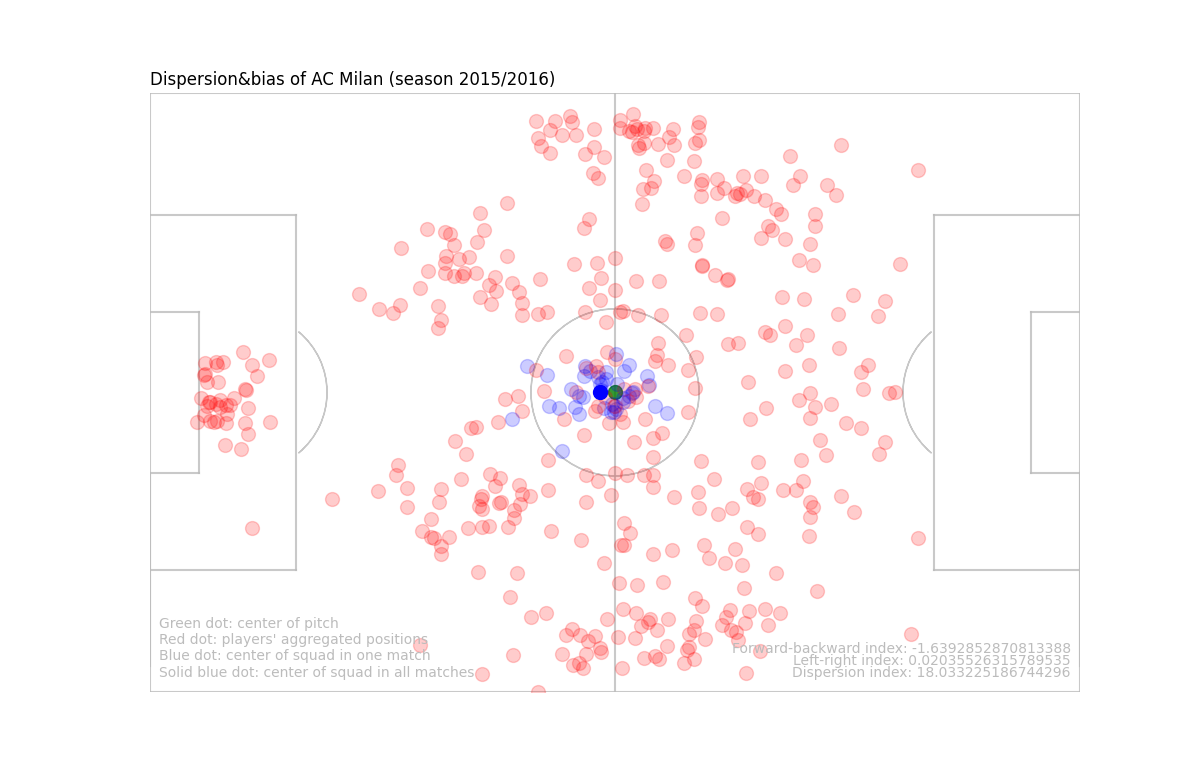 Dispersion&bias of AC Milan (season 2015/2016)
Green dot: center of pitch
Red dot: players' aggregated positions
Blue dot: center of squad in one match
Solid blue dot: center of squad in all matches
Forward-backward index: -1.6392852870813388
Left-right index: 0.02035526315789535
Dispersion index: 18.033225186744296